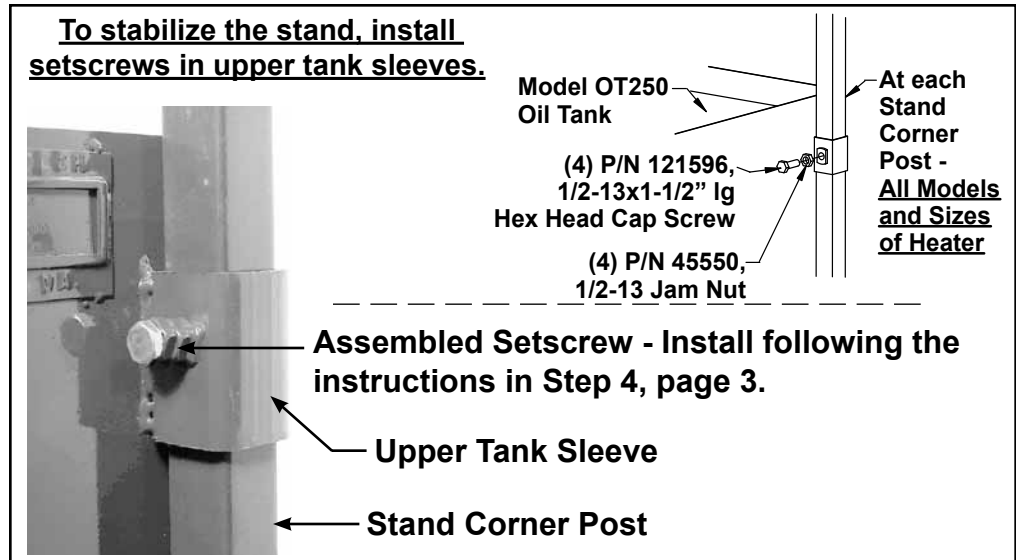 To stabilize the stand, install
setscrews in upper tank sleeves.
Model OT250
Oil Tank
(4) P/N 121596,
1/2-13x1-1/2” lg
Hex Head Cap Screw
(4) P/N 45550,
1/2-13 Jam Nut
At each
Stand
Corner
Post -
All Models
and Sizes
of Heater
Assembled Setscrew - Install following the
instructions in Step 4, page 3.
Upper Tank Sleeve
Stand Corner Post